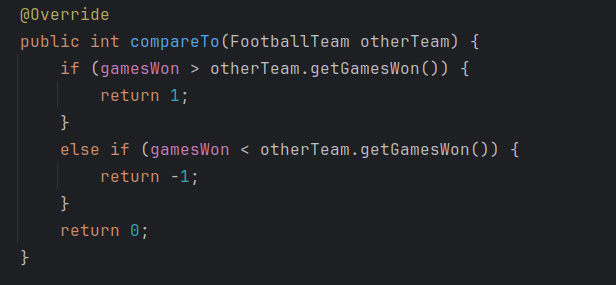 @Override
public int compareTo(FootballTeam otherTeam) {
    if (gamesWon > otherTeam.getGamesWon()) {
        return 1;
    }
    else if (gamesWon < otherTeam.getGamesWon()) {
        return -1;
    }
    return 0;
}